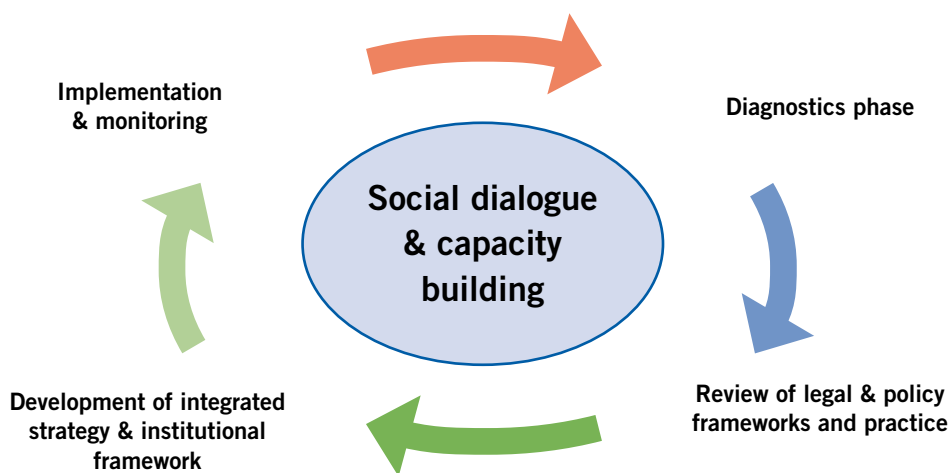 Implementation
& monitoring
Diagnostics phase
Social dialogue
& capacity
building
Development of integrated
strategy & institutional
framework
Review of legal & policy
frameworks and practice